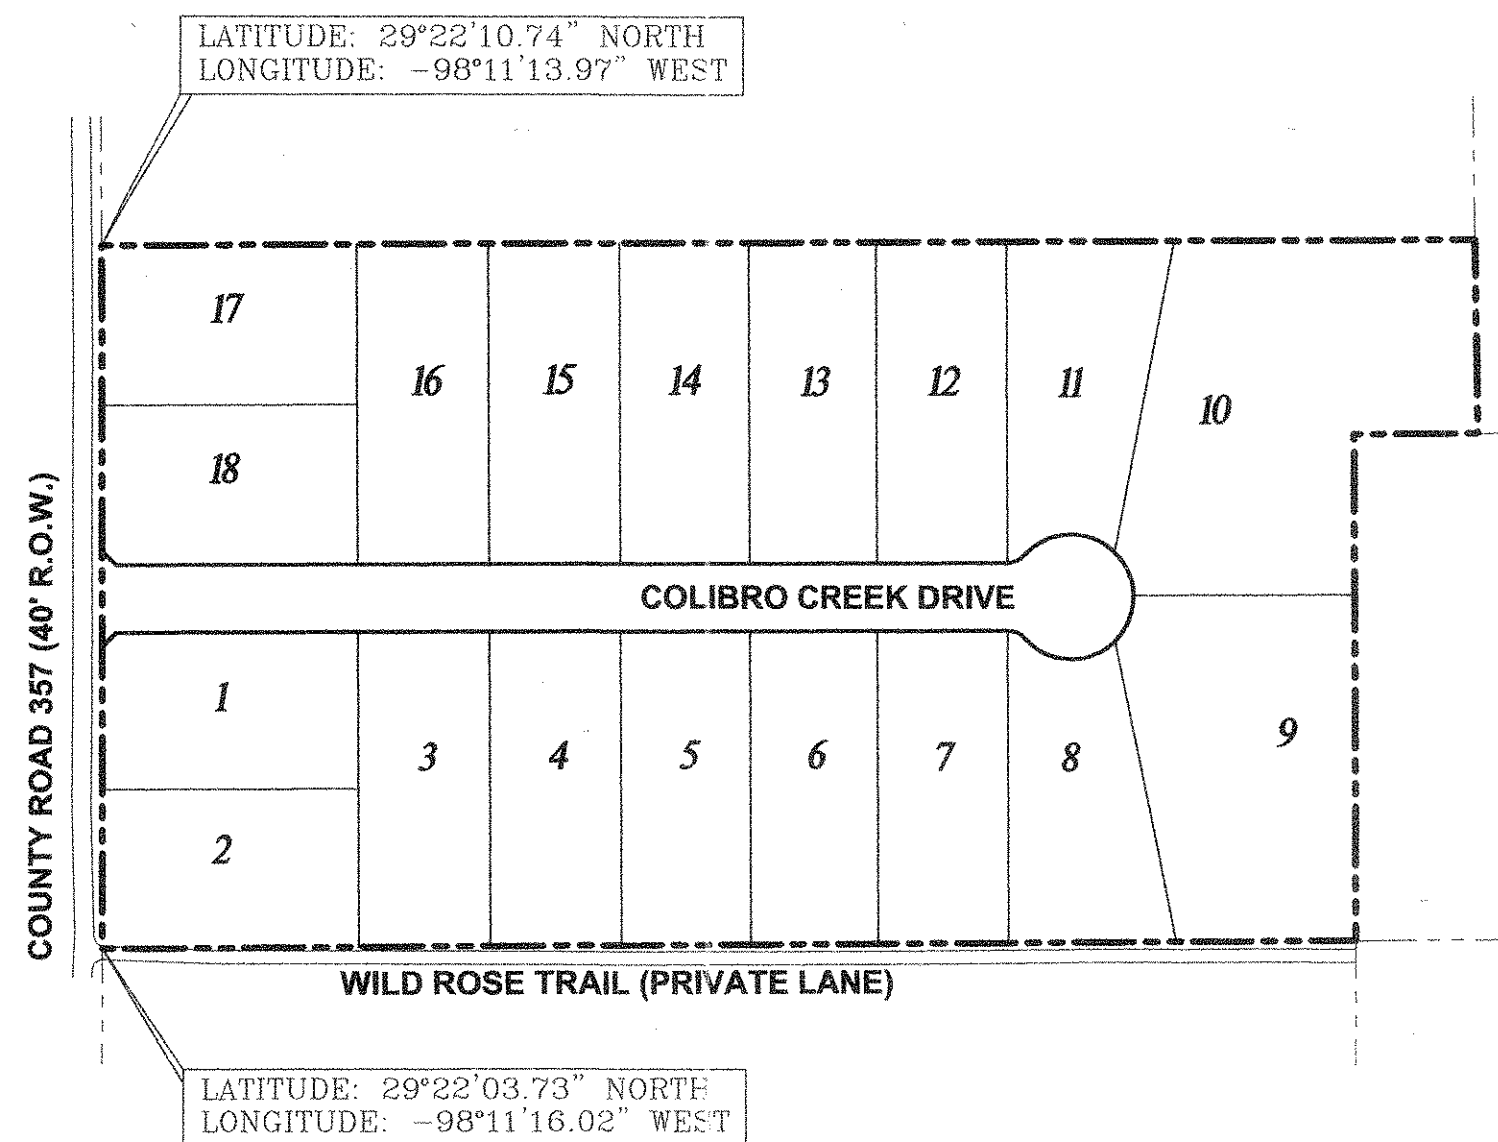 LATITUDE: 29°22'10.74" NORTH
LONGITUDE: -98°11'13.97" WEST
17
16
15
14
13
12
11
10
18
COUNTY ROAD 357 (40' R.O.W.)
COLIBRO CREEK DRIVE
1
2
3
4
5
6
7
8
9
WILD ROSE TRAIL (PRIVATE LANE)
LATITUDE: 29°22'03.73" NORTH
LONGITUDE: -98°11'16.02" WEST